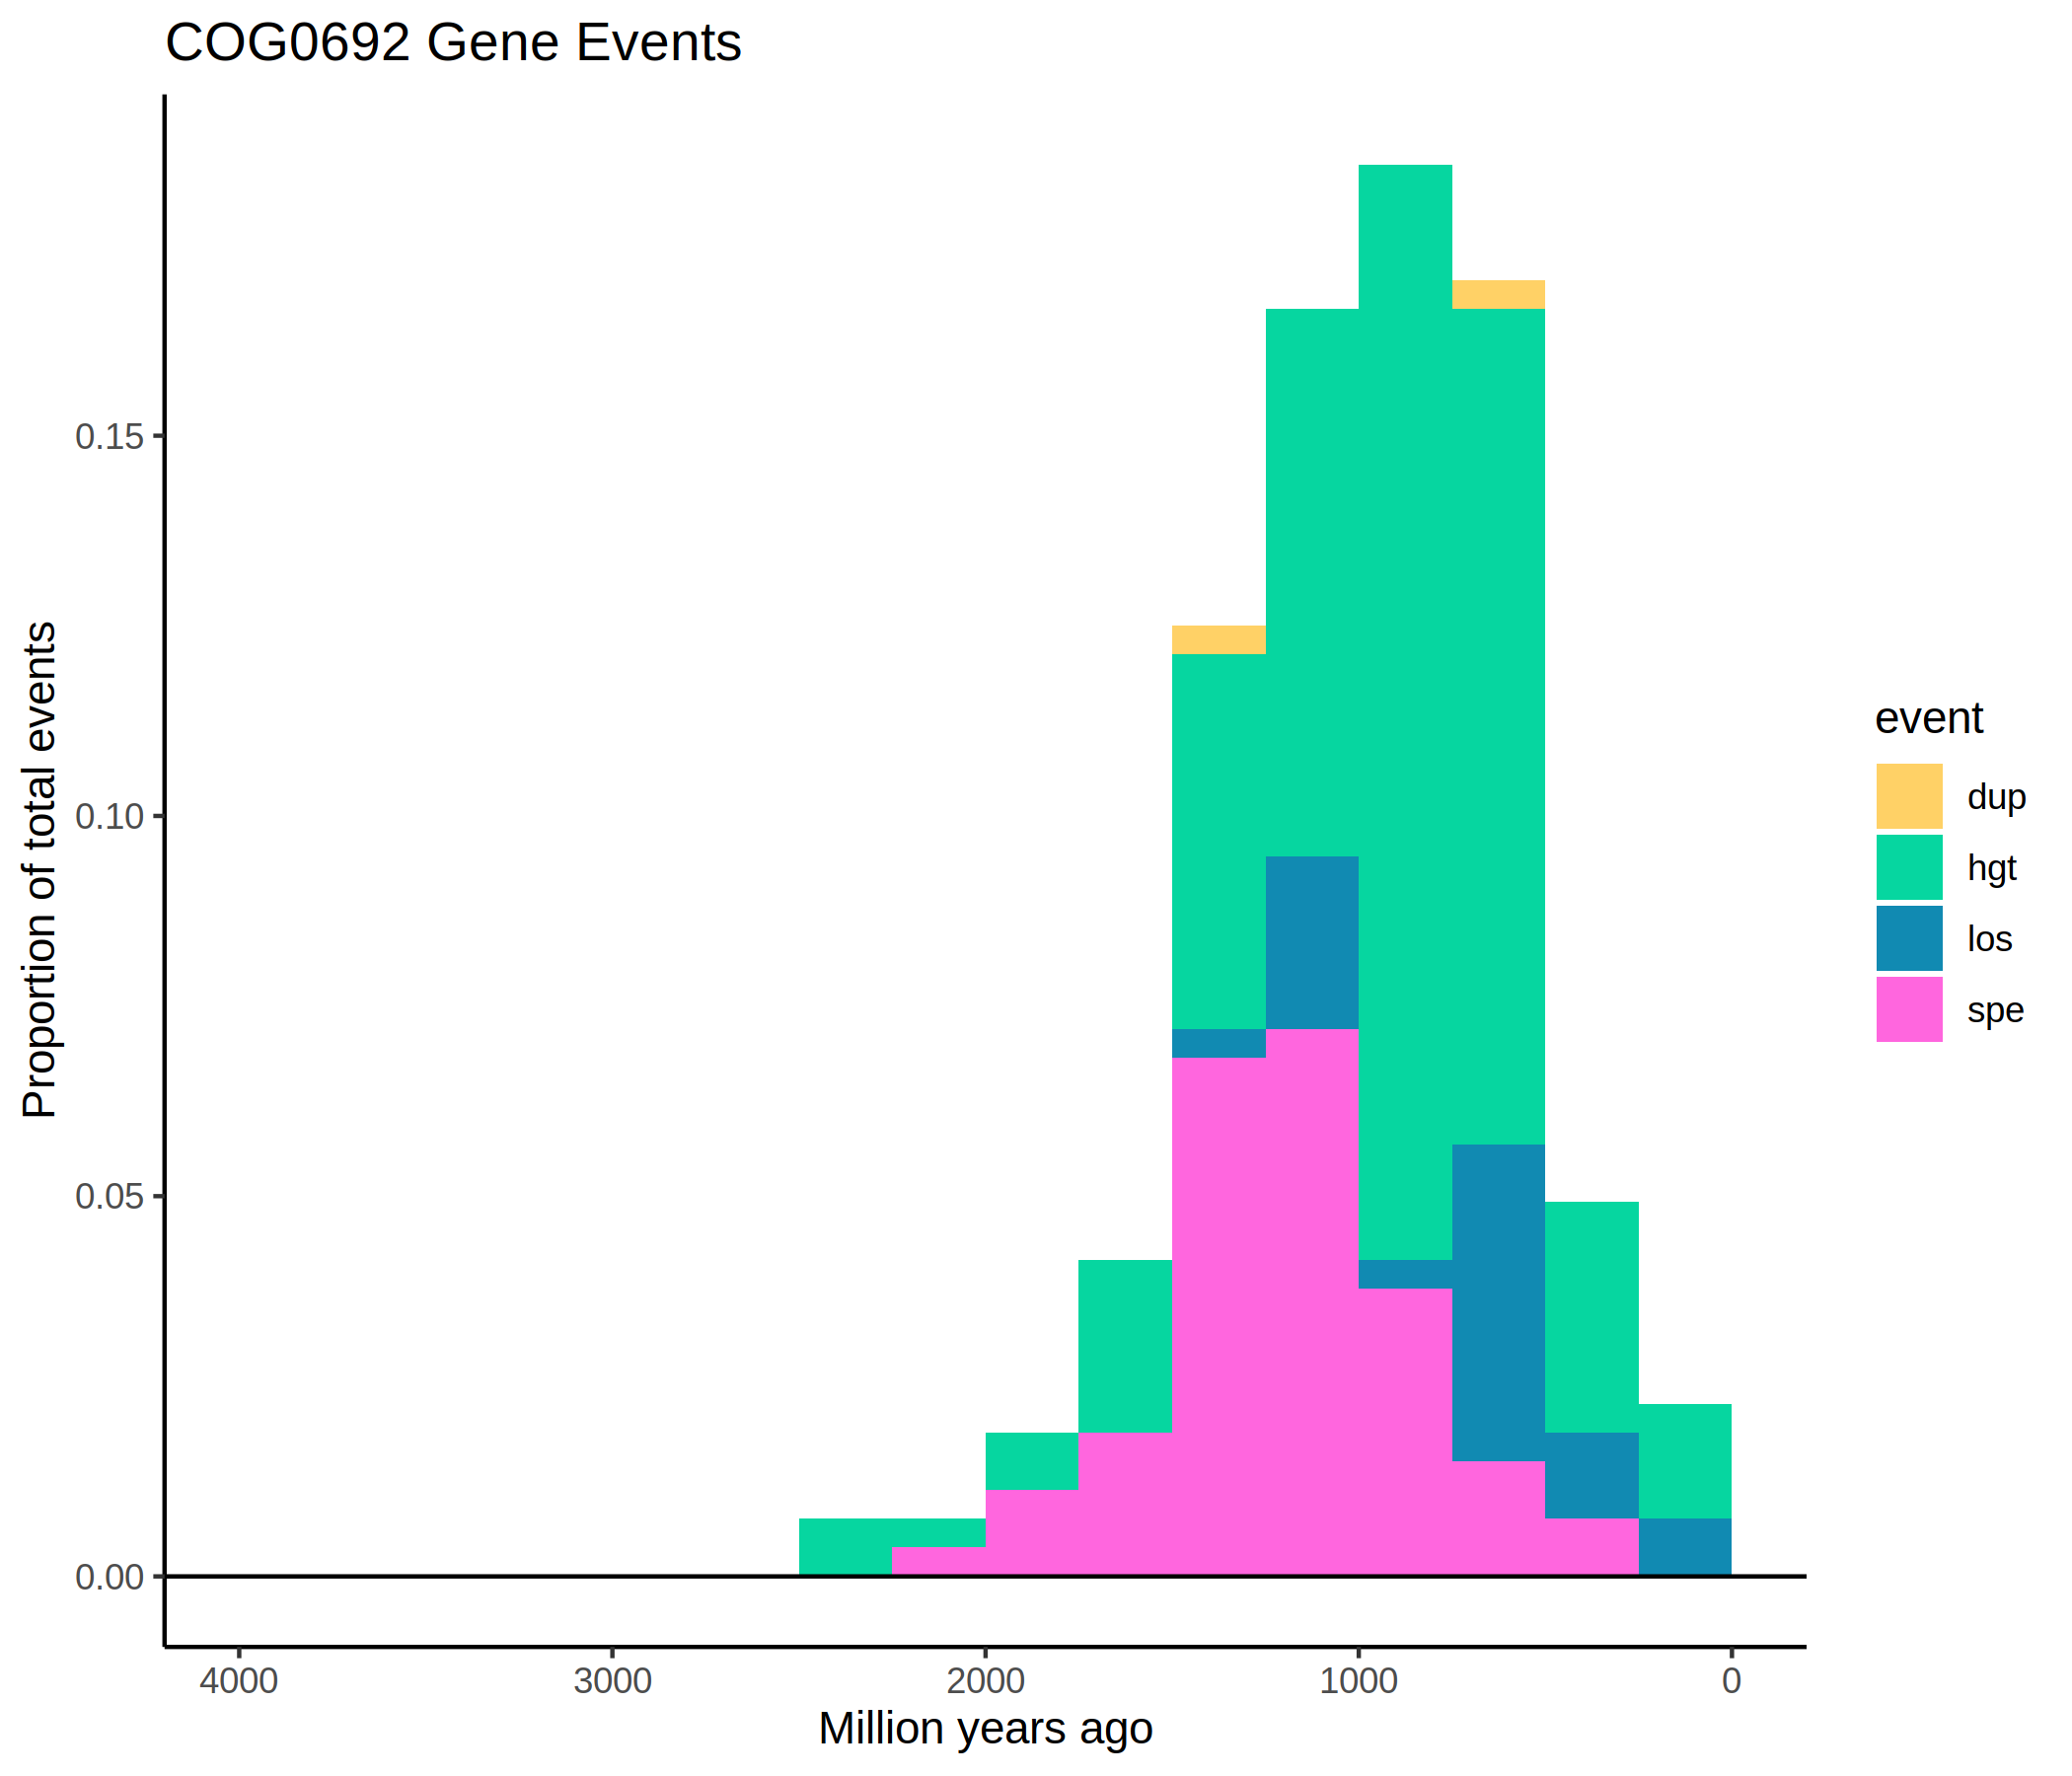 COG0692 Gene Events
Proportion of total events
0.15
0.10
0.05
0.00
4000 3000 2000 1000 0
Million years ago
event
dup
hgt
los
spe